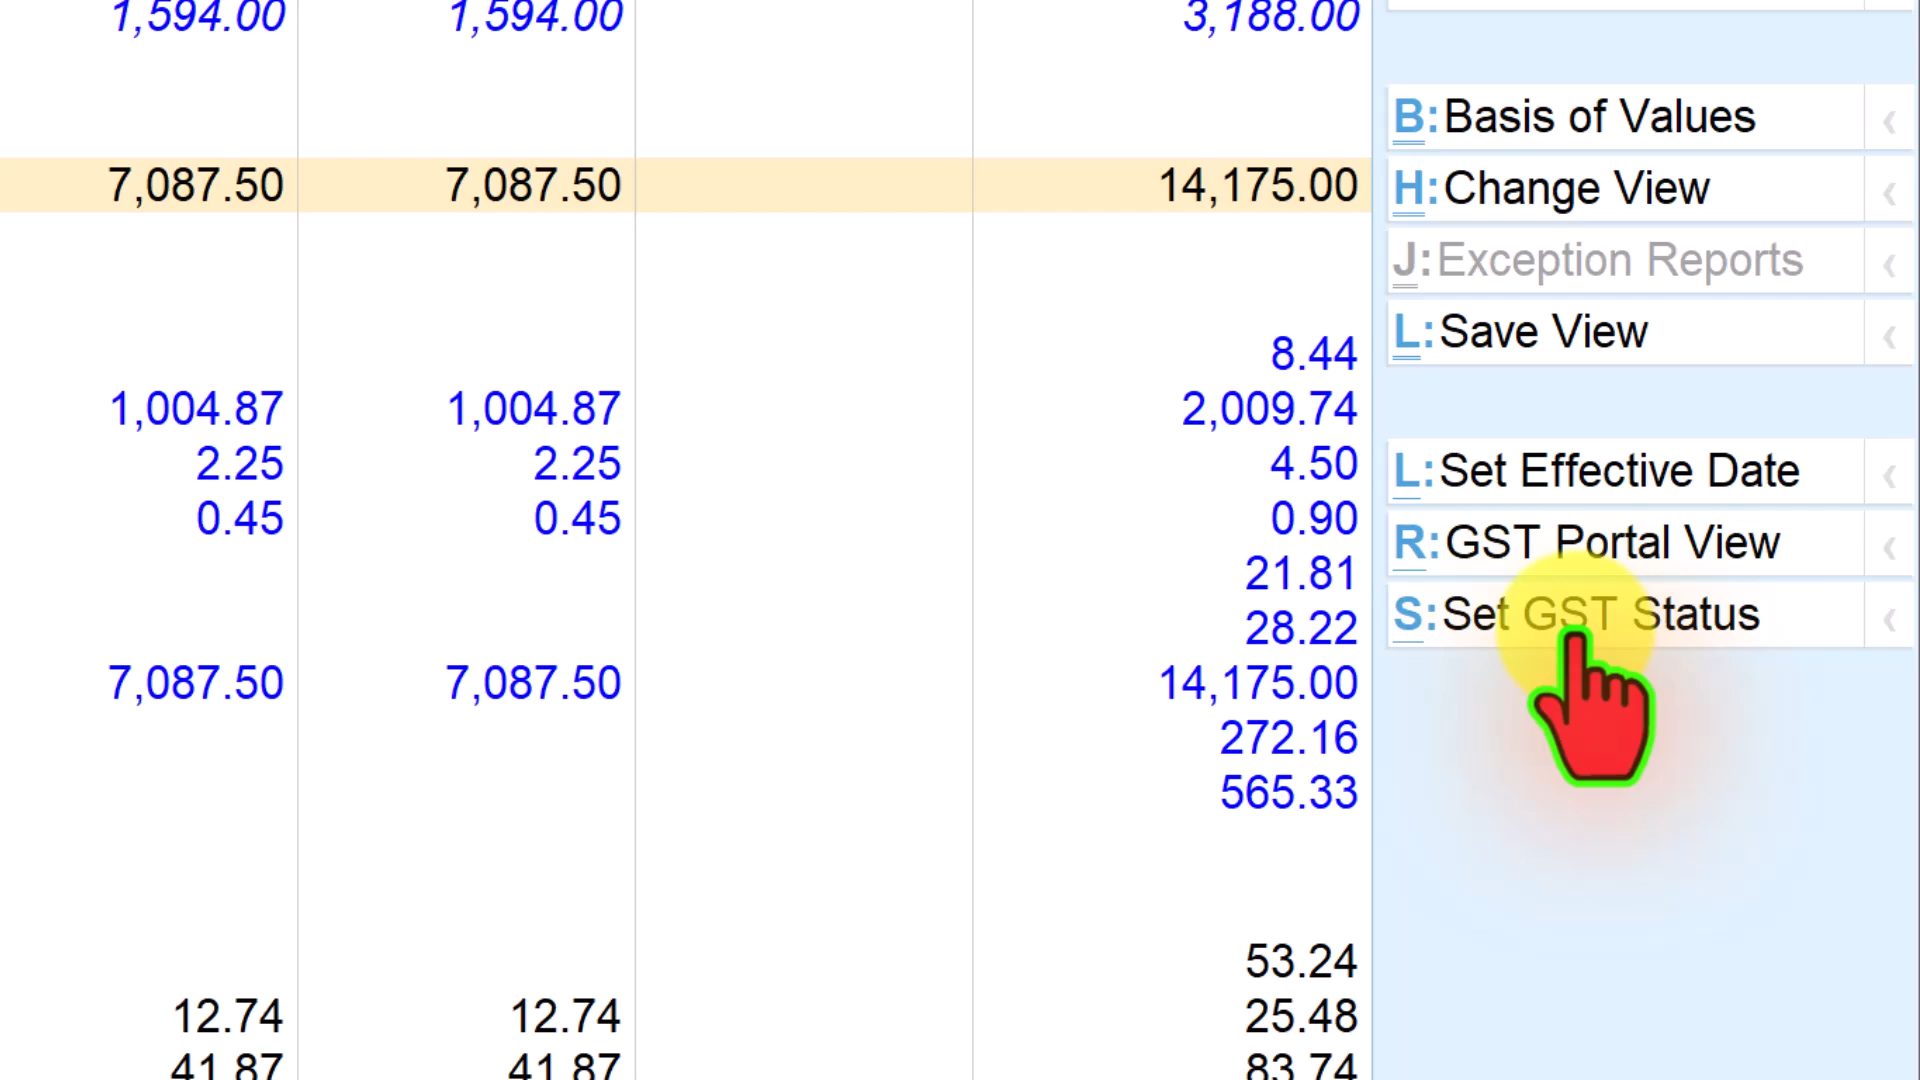 1,594.00 1,594.00 3,188.00
7,087.50 7,087.50 14,175.00
8.44
1,004.87 1,004.87 2,009.74
2.25 2.25 4.50
0.45 0.45 0.90
21.81
28.22
7,087.50 7,087.50 14,175.00
272.16
565.33
53.24
12.74 12.74 25.48
41.87 41.87 83.74
B:Basis of Values
H:Change View
J:Exception Reports
L:Save View
L:Set Effective Date
R:GST Portal View
S:Set GST Status